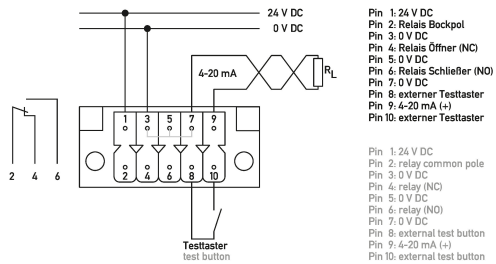 24 V DC
0 V DC
4-20 mA
RL
1 3 5 7 9
2 4 6 8 10
2 4 6
Testtaster
test button
Pin 1: 24 V DC
Pin 2: Relais Bockpol
Pin 3: 0 V DC
Pin 4: Relais Öffner (NC)
Pin 5: 0 V DC
Pin 6: Relais Schließer (NO)
Pin 7: 0 V DC
Pin 8: externer Testtaster
Pin 9: 4-20 mA (+)
Pin 10: externer Testtaster
Pin 1: 24 V DC
Pin 2: relay common pole
Pin 3: 0 V DC
Pin 4: relay (NC)
Pin 5: 0 V DC
Pin 6: relay (NO)
Pin 7: 0 V DC
Pin 8: external test button
Pin 9: 4-20 mA (+)
Pin 10: external test button